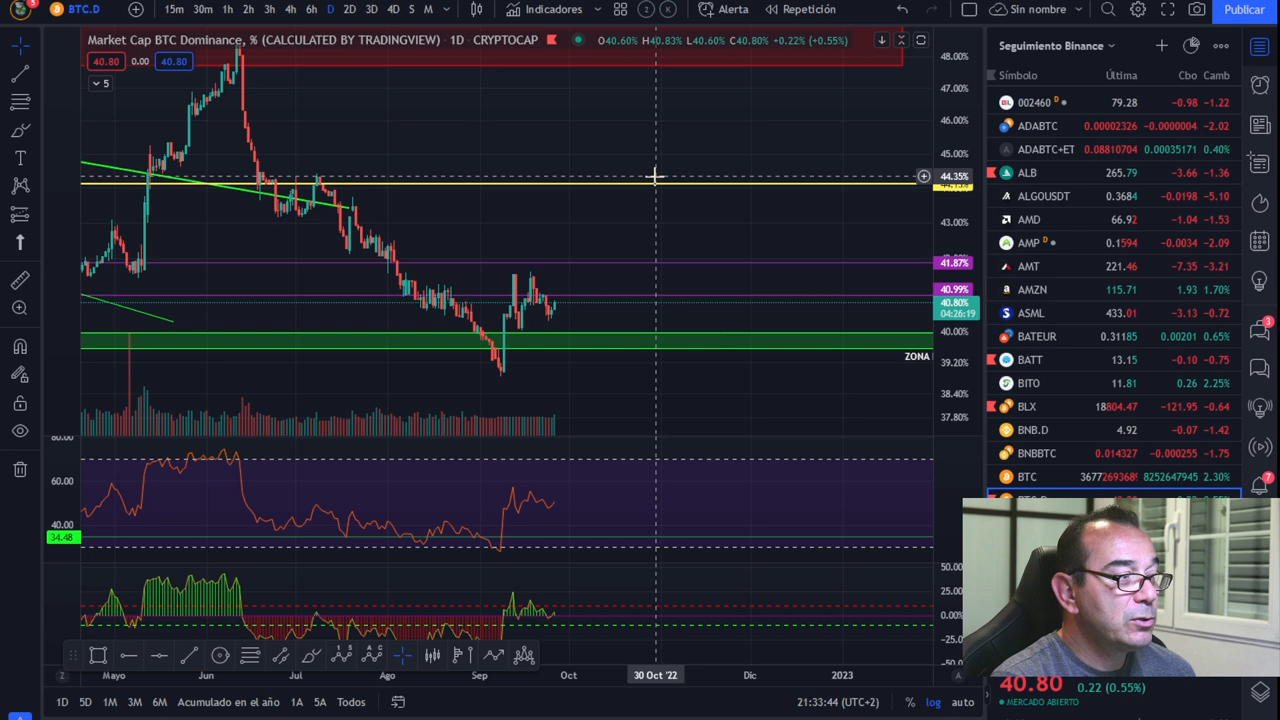 5
BTC.D
15m 30m 1h 2h 3h 4h 6h D 2D 3D 4D S M
Indicadores
2 K
Alerta
Repetición
Sin nombre
Publicar
Market Cap BTC Dominance, % (CALCULATED BY TRADINGVIEW) · 1D · CRYPTOCAP
O40.60% H40.83% L40.60% C40.80% +0.22 (+0.55%)
40.80 0.00 40.80
5
48.00%
47.00%
46.00%
45.00%
44.35%
43.00%
41.87%
40.99%
40.80%
04:26:19
40.00%
ZONA
39.20%
38.40%
37.80%
80.00
60.00
40.00
34.48
50.00
25.00
0.00%
Mayo Jun Jul Ago Sep Oct 30 Oct '22 Dic 2023
Z
A
1D 5D 1M 3M 6M Acumulado en el año 1A 5A Todos
21:33:44 (UTC+2) % log auto
Seguimiento Binance
Símbolo Última Cbo Camb
002460 D 79.28 -0.98 -1.22
ADABTC 0.00002326 -0.0000004 -2.02
ADABTC+ET 0.08810704 0.00035171 0.40%
ALB 265.79 -3.66 -1.36
ALGOUSDT 0.3684 -0.0198 -5.10
AMD 66.92 -1.04 -1.53
AMP D 0.1594 -0.0034 -2.09
AMT 221.46 -7.35 -3.21
AMZN 115.71 1.93 1.70%
ASML 433.01 -3.13 -0.72
BATEUR 0.31185 0.00201 0.65%
BATT 13.15 -0.10 -0.75
BITO 11.81 0.26 2.25%
BLX 18804.47 -121.95 -0.64
BNB.D 4.92 -0.07 -1.42
BNBBTC 0.014327 -0.000255 -1.75
BTC 3677269368 8252647945 2.30%
40.80 0.22 (0.55%)
MERCADO ABIERTO
3
7